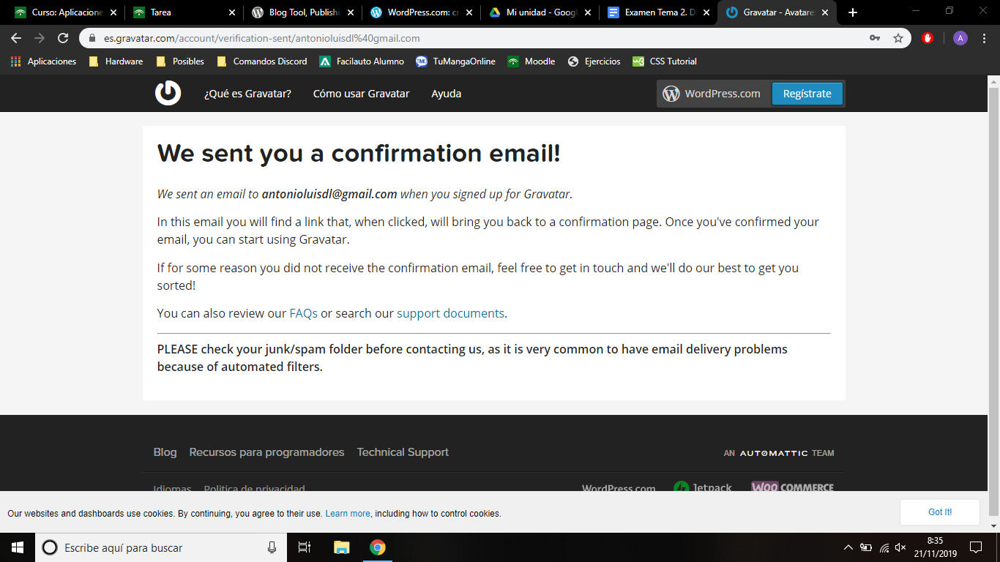 Curso: Aplicacione
Tarea
Blog Tool, Publishi
WordPress.com: cr
Mi unidad - Googl
Examen Tema 2. D
Gravatar - Avatare
es.gravatar.com/account/verification-sent/antonioluisdl%40gmail.com
A
Aplicaciones
Hardware
Posibles
Comandos Discord
Facilauto Alumno
TuMangaOnline
Moodle
Ejercicios
CSS Tutorial
¿Qué es Gravatar?
Cómo usar Gravatar
Ayuda
WordPress.com
Regístrate
We sent you a confirmation email!
We sent an email to antonioluisdl@gmail.com when you signed up for Gravatar.
In this email you will find a link that, when clicked, will bring you back to a confirmation page. Once you've confirmed your
email, you can start using Gravatar.
If for some reason you did not receive the confirmation email, feel free to get in touch and we'll do our best to get you
sorted!
You can also review our FAQs or search our support documents.
PLEASE check your junk/spam folder before contacting us, as it is very common to have email delivery problems
because of automated filters.
Blog
Recursos para programadores
Technical Support
AN AUTOMATTIC TEAM
Idiomas
Politica de privacidad
WordPress.com
Jetpack
WOO COMMERCE
Our websites and dashboards use cookies. By continuing, you agree to their use. Learn more, including how to control cookies.
Got It!
Escribe aquí para buscar
8:35
21/11/2019